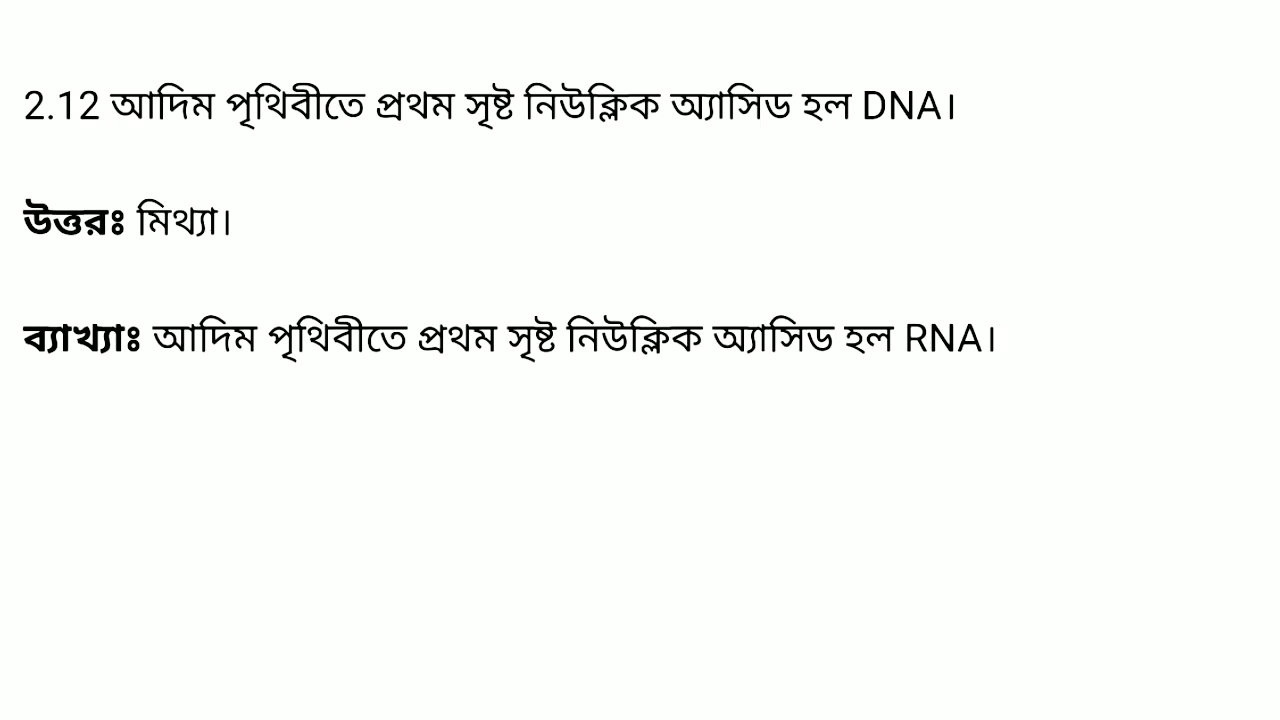 2.12 আদিম পৃথিবীতে প্রথম সৃষ্ট নিউক্লিক অ্যাসিড হল DNA।
উত্তরঃ মিথ্যা।
ব্যাখ্যাঃ আদিম পৃথিবীতে প্রথম সৃষ্ট নিউক্লিক অ্যাসিড হল RNA।